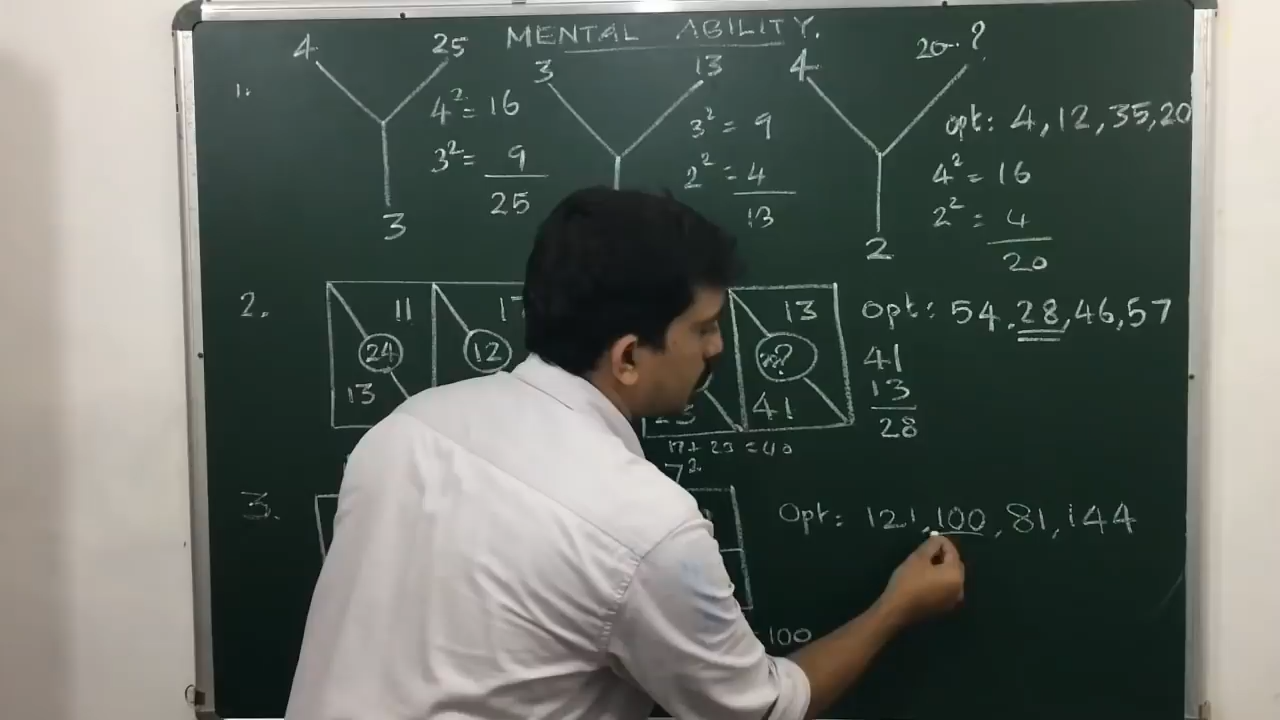 MENTAL ABILITY.
1.
4 25
4² = 16
3² = 9
25
3
3 13
3² = 9
2² = 4
13
4 20 ?
opt: 4, 12, 35, 20
4² = 16
2² = 4
20
2
2.
11
24
13
12
13
?
41
opt: 54, 28, 46, 57
41
13
28
17 + 23 = 40
7²
3.
Opt: 121, 100, 81, 144
100